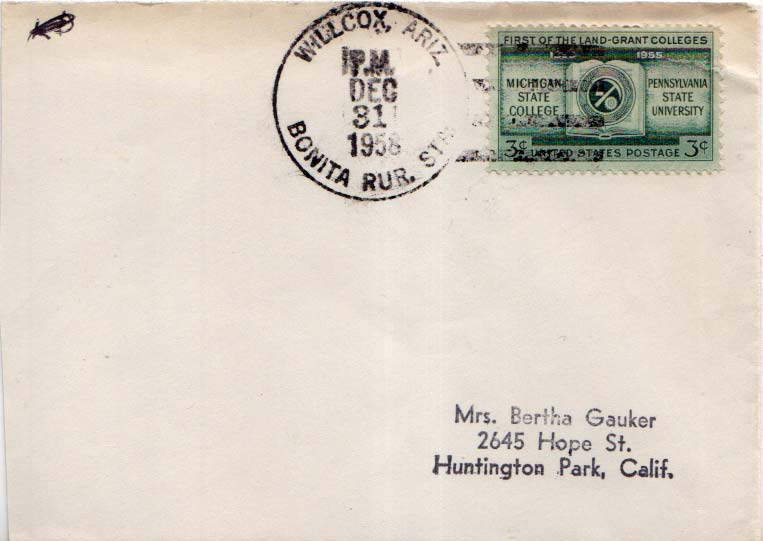 WILLCOX, ARIZ.
P.M.
DEC
31
1958
BONITA RUR. STA.
FIRST OF THE LAND-GRANT COLLEGES
1855 1955
MICHIGAN STATE COLLEGE
PENNSYLVANIA STATE UNIVERSITY
3¢ UNITED STATES POSTAGE 3¢
Mrs. Bertha Gauker
2645 Hope St.
Huntington Park, Calif.